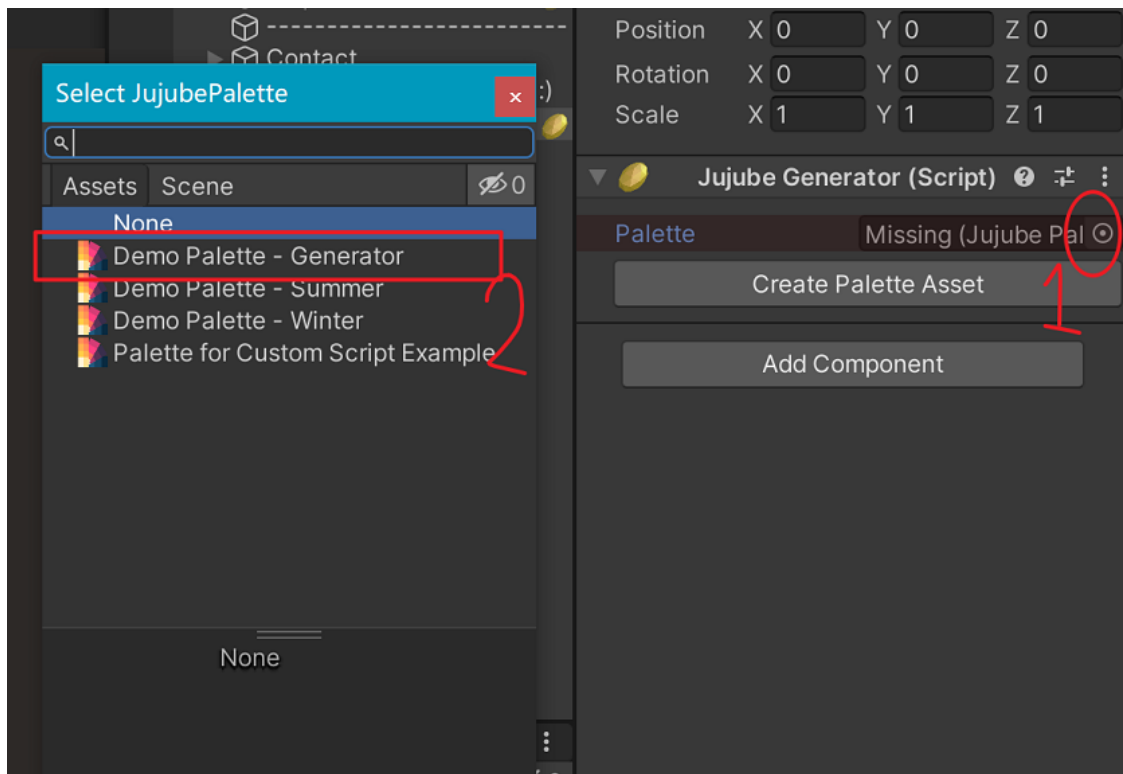 Contact
Select JujubePalette
x
:)
Assets
Scene
0
None
Demo Palette - Generator
Demo Palette - Summer
Demo Palette - Winter
Palette for Custom Script Example
2
None
Position X 0 Y 0 Z 0
Rotation X 0 Y 0 Z 0
Scale X 1 Y 1 Z 1
Jujube Generator (Script)
Palette Missing (Jujube Pal
1
Create Palette Asset
Add Component